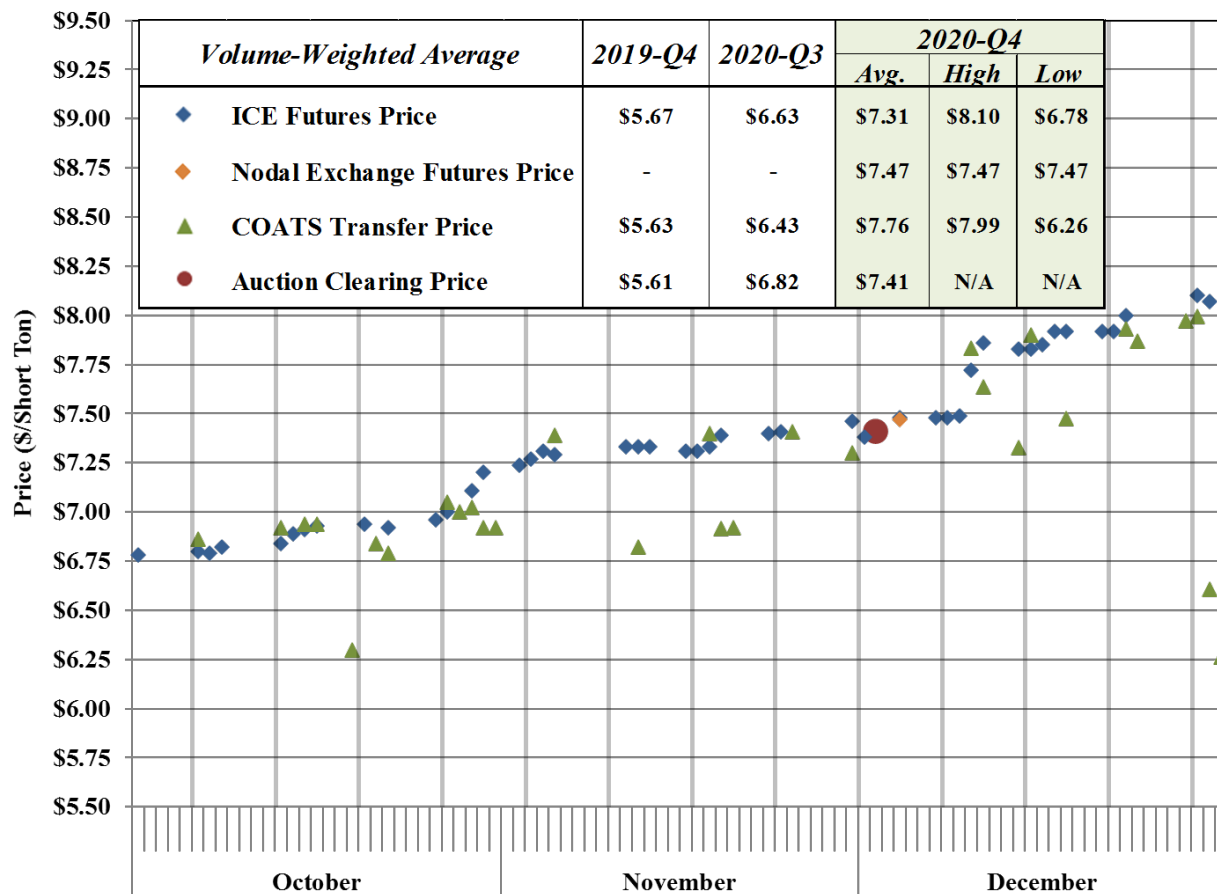 $9.50
2020-Q4
Volume-Weighted Average 2019-Q4 2020-Q3
$9.25
Avg. High Low
$9.00 ICE Futures Price $5.67 $6.63 $7.31 $8.10 $6.78
$8.75 Nodal Exchange Futures Price - - $7.47 $7.47 $7.47
$8.50 COATS Transfer Price $5.63 $6.43 $7.76 $7.99 $6.26
$8.25 Auction Clearing Price $5.61 $6.82 $7.41 N/A N/A
$8.00
$7.75
$7.50
$7.25
$7.00
$6.75
$6.50
$6.25
$6.00
$5.75
$5.50
Price ($/Short Ton)
October November December